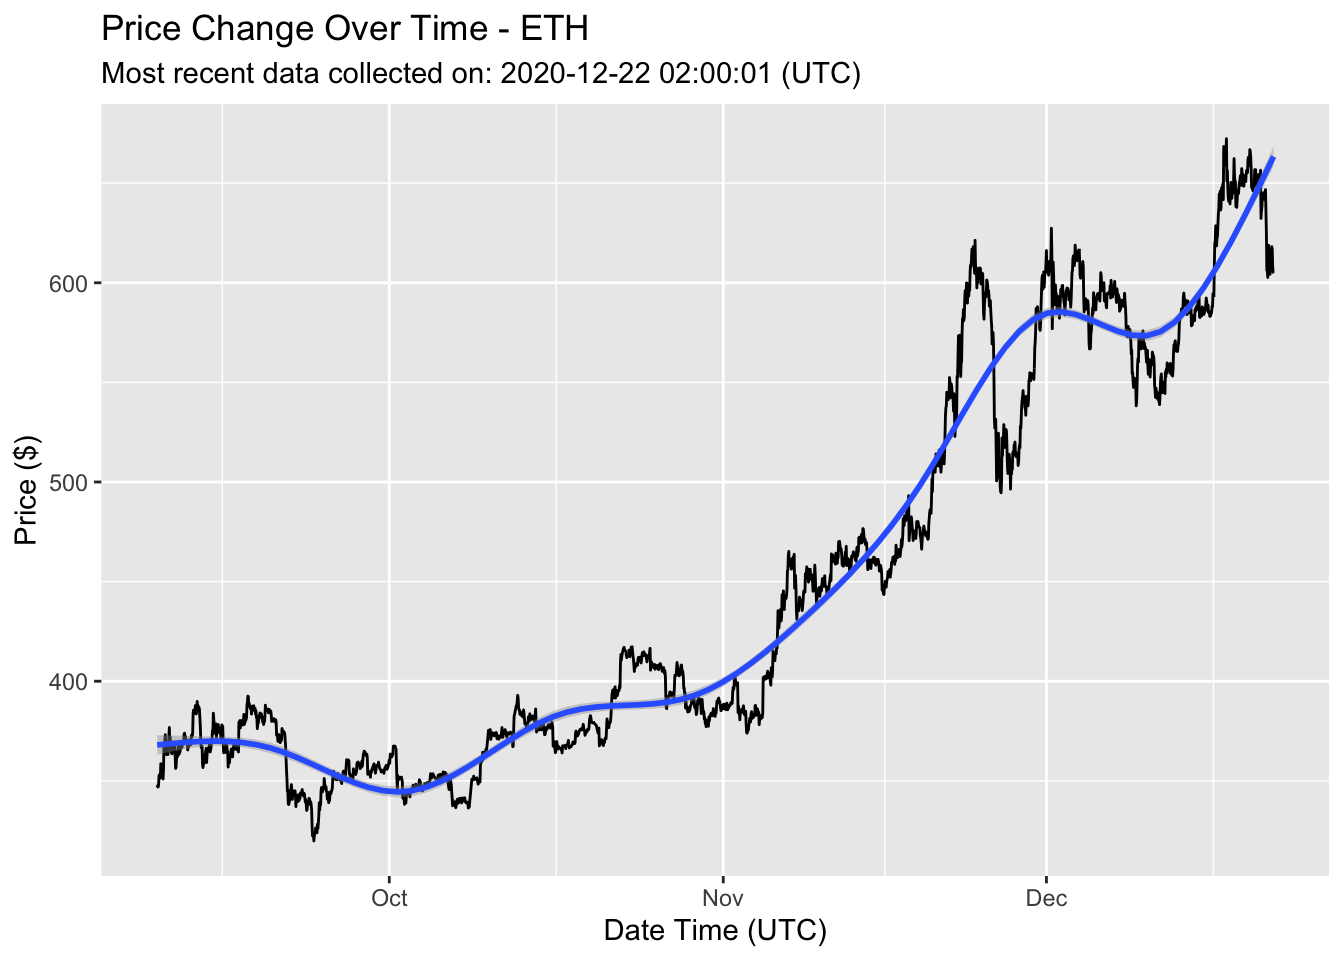 Price Change Over Time - ETH
Most recent data collected on: 2020-12-22 02:00:01 (UTC)
Price ($)
600
500
400
Oct
Nov
Dec
Date Time (UTC)